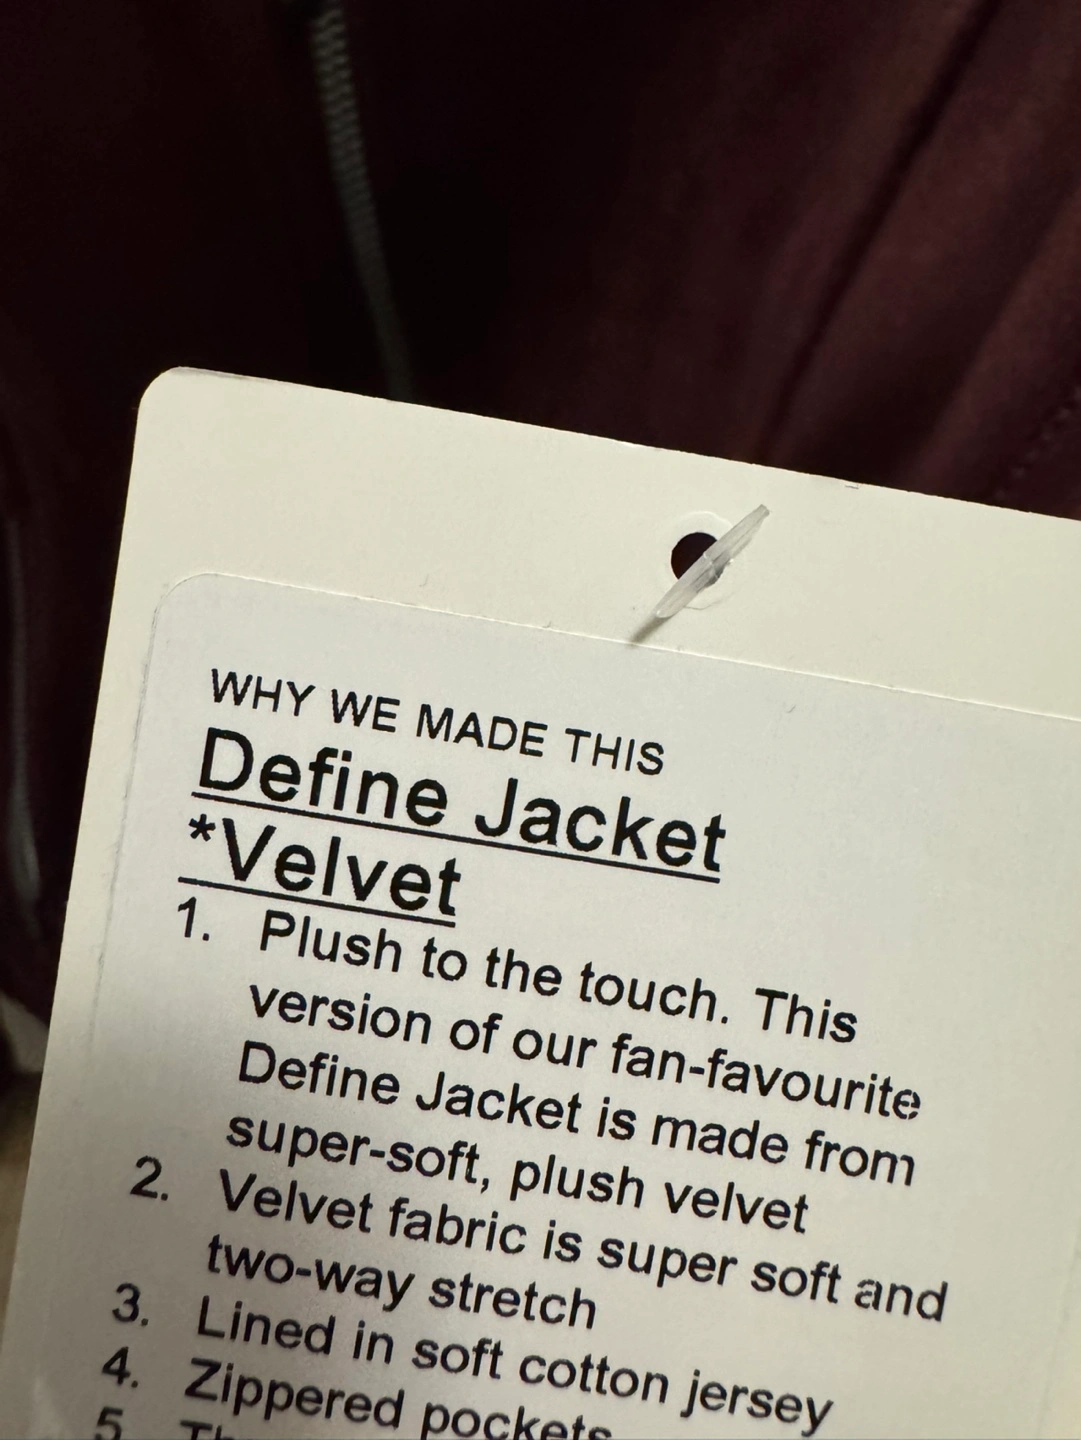 WHY WE MADE THIS
Define Jacket
*Velvet
1. Plush to the touch. This
version of our fan-favourite
Define Jacket is made from
super-soft, plush velvet
2. Velvet fabric is super soft and
two-way stretch
3. Lined in soft cotton jersey
4. Zippered pockets
5.